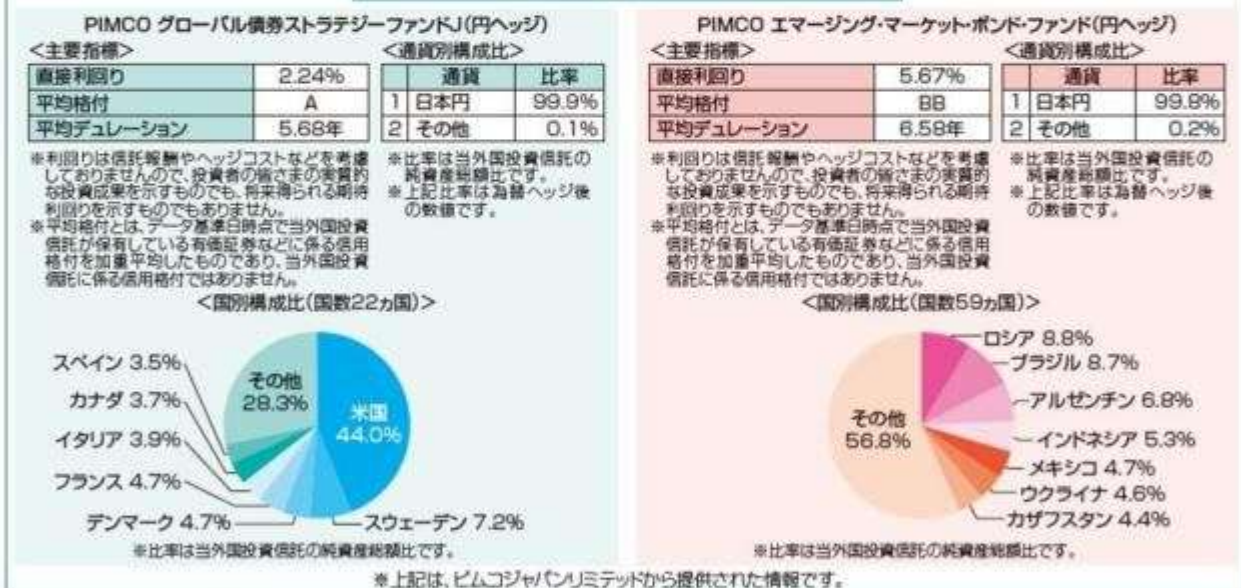 PIMCO グローバル債券ストラテジーファンドJ(円ヘッジ)
<主要指標>
直接利回り 2.24%
平均格付 A
平均デュレーション 5.68年
<通貨別構成比>
通貨 比率
1 日本円 99.9%
2 その他 0.1%
※利回りは信託報酬やヘッジコストなどを考慮
しておりませんので、投資者の皆さまの実質的
な投資成果を示すものでも、将来得られる期待
利回りを示すものでもありません。
※平均格付とは、データ基準日時点で当外国投資
信託が保有している有価証券などに係る信用
格付を加重平均したものであり、当外国投資
信託に係る信用格付ではありません。
※比率は当外国投資信託の
純資産総額比です。
※上記比率は為替ヘッジ後
の数値です。
<国別構成比(国数22ヵ国)>
スペイン 3.5%
カナダ 3.7%
イタリア 3.9%
フランス 4.7%
デンマーク 4.7%
スウェーデン 7.2%
その他
28.3%
米国
44.0%
※比率は当外国投資信託の純資産総額比です。
PIMCO エマージング・マーケット・ボンド・ファンド(円ヘッジ)
<主要指標>
直接利回り 5.67%
平均格付 BB
平均デュレーション 6.58年
<通貨別構成比>
通貨 比率
1 日本円 99.8%
2 その他 0.2%
※利回りは信託報酬やヘッジコストなどを考慮
しておりませんので、投資者の皆さまの実質的
な投資成果を示すものでも、将来得られる期待
利回りを示すものでもありません。
※平均格付とは、データ基準日時点で当外国投資
信託が保有している有価証券などに係る信用
格付を加重平均したものであり、当外国投資
信託に係る信用格付ではありません。
※比率は当外国投資信託の
純資産総額比です。
※上記比率は為替ヘッジ後
の数値です。
<国別構成比(国数59ヵ国)>
ロシア 8.8%
ブラジル 8.7%
アルゼンチン 6.8%
インドネシア 5.3%
メキシコ 4.7%
ウクライナ 4.6%
カザフスタン 4.4%
その他
56.8%
※比率は当外国投資信託の純資産総額比です。
※上記は、ピムコジャパンリミテッドから提供された情報です。